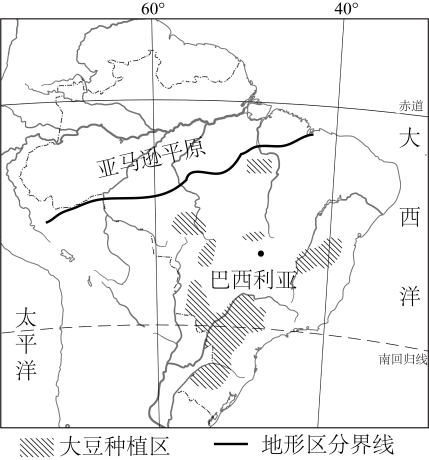 60° 40°
赤道
亚马孙平原
大西洋
巴西利亚
太平洋
南回归线
大豆种植区 地形区分界线